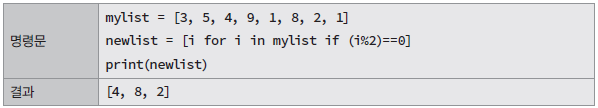 명령문
mylist = [3, 5, 4, 9, 1, 8, 2, 1]
newlist = [i for i in mylist if (i%2)==0]
print(newlist)
결과
[4, 8, 2]